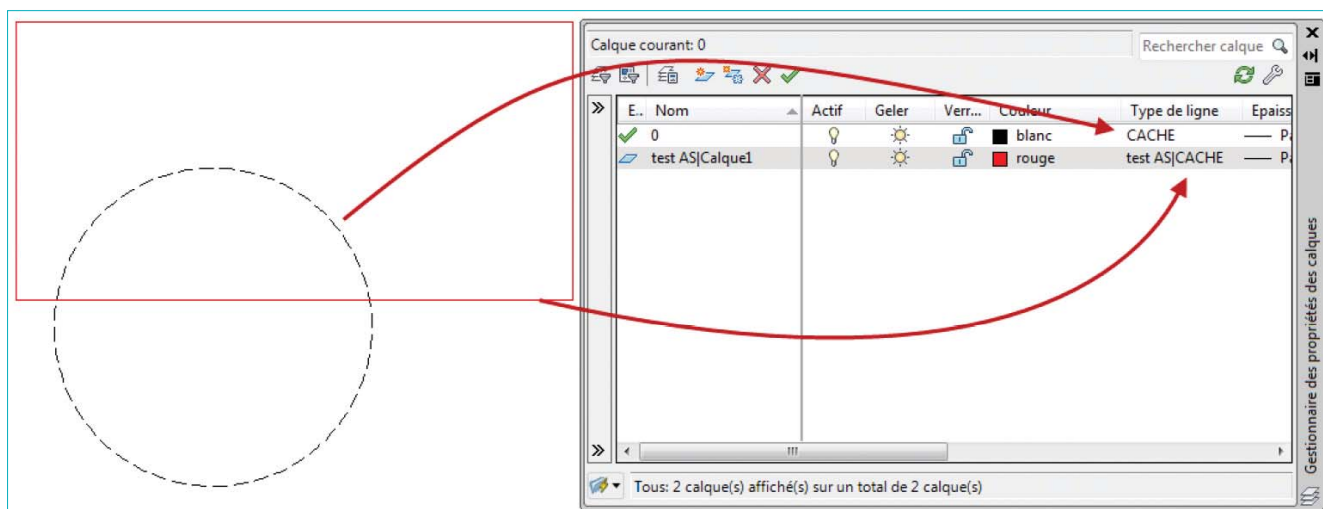 Calque courant: 0
Rechercher calque
E.. Nom Actif Geler Verr... Couleur Type de ligne Epaiss
0 blanc CACHE P
test AS|Calque1 rouge test AS|CACHE P
Tous: 2 calque(s) affiché(s) sur un total de 2 calque(s)
Gestionnaire des propriétés des calques